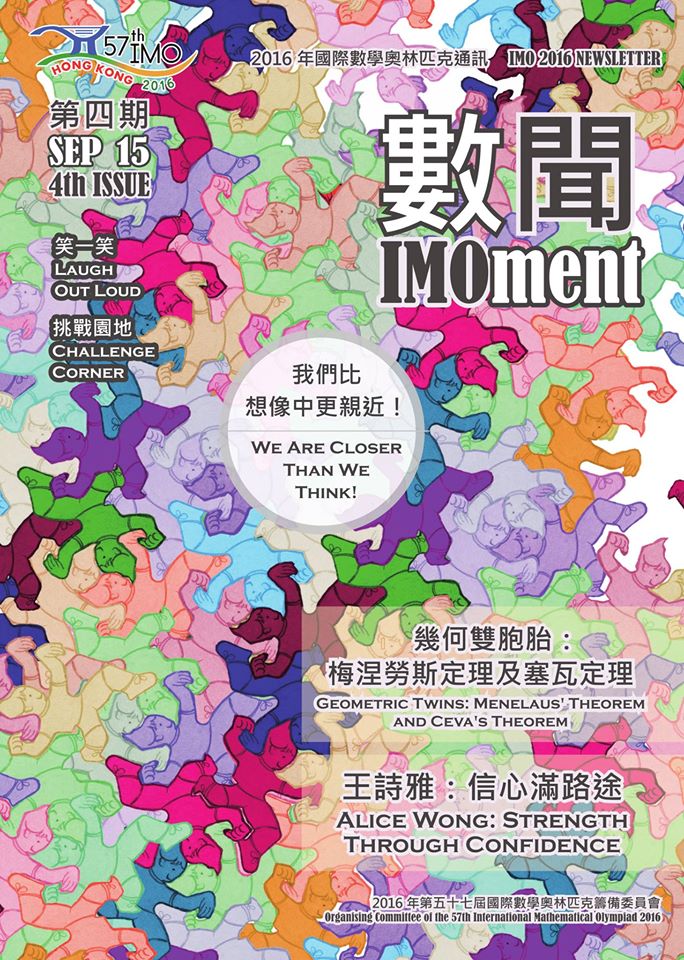 57th IMO
HONG KONG
2016
2016 年國際數學奧林匹克通訊 IMO 2016 NEWSLETTER
第四期
SEP 15
4th ISSUE
數聞
IMOment
笑一笑
LAUGH
OUT LOUD
挑戰園地
CHALLENGE
CORNER
我們比
想像中更親近！
WE ARE CLOSER
THAN WE
THINK!
幾何雙胞胎：
梅涅勞斯定理及塞瓦定理
GEOMETRIC TWINS: MENELAUS' THEOREM
AND CEVA'S THEOREM
王詩雅：信心滿路途
ALICE WONG: STRENGTH
THROUGH CONFIDENCE
2016 年第五十七屆國際數學奧林匹克籌備委員會
Organising Committee of the 57th International Mathematical Olympiad 2016